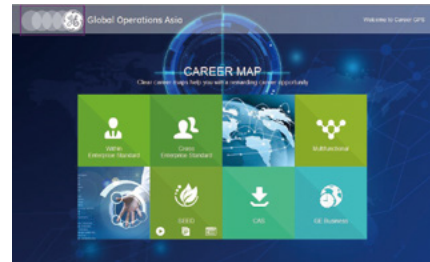 Global Operations Asia
Welcome to Career GPS
CAREER MAP
Clear career maps help you with a rewarding career opportunity
Within
Enterprise Standard
Cross
Enterprise Standard
Multifunctional
SEED
CAS
GE Business